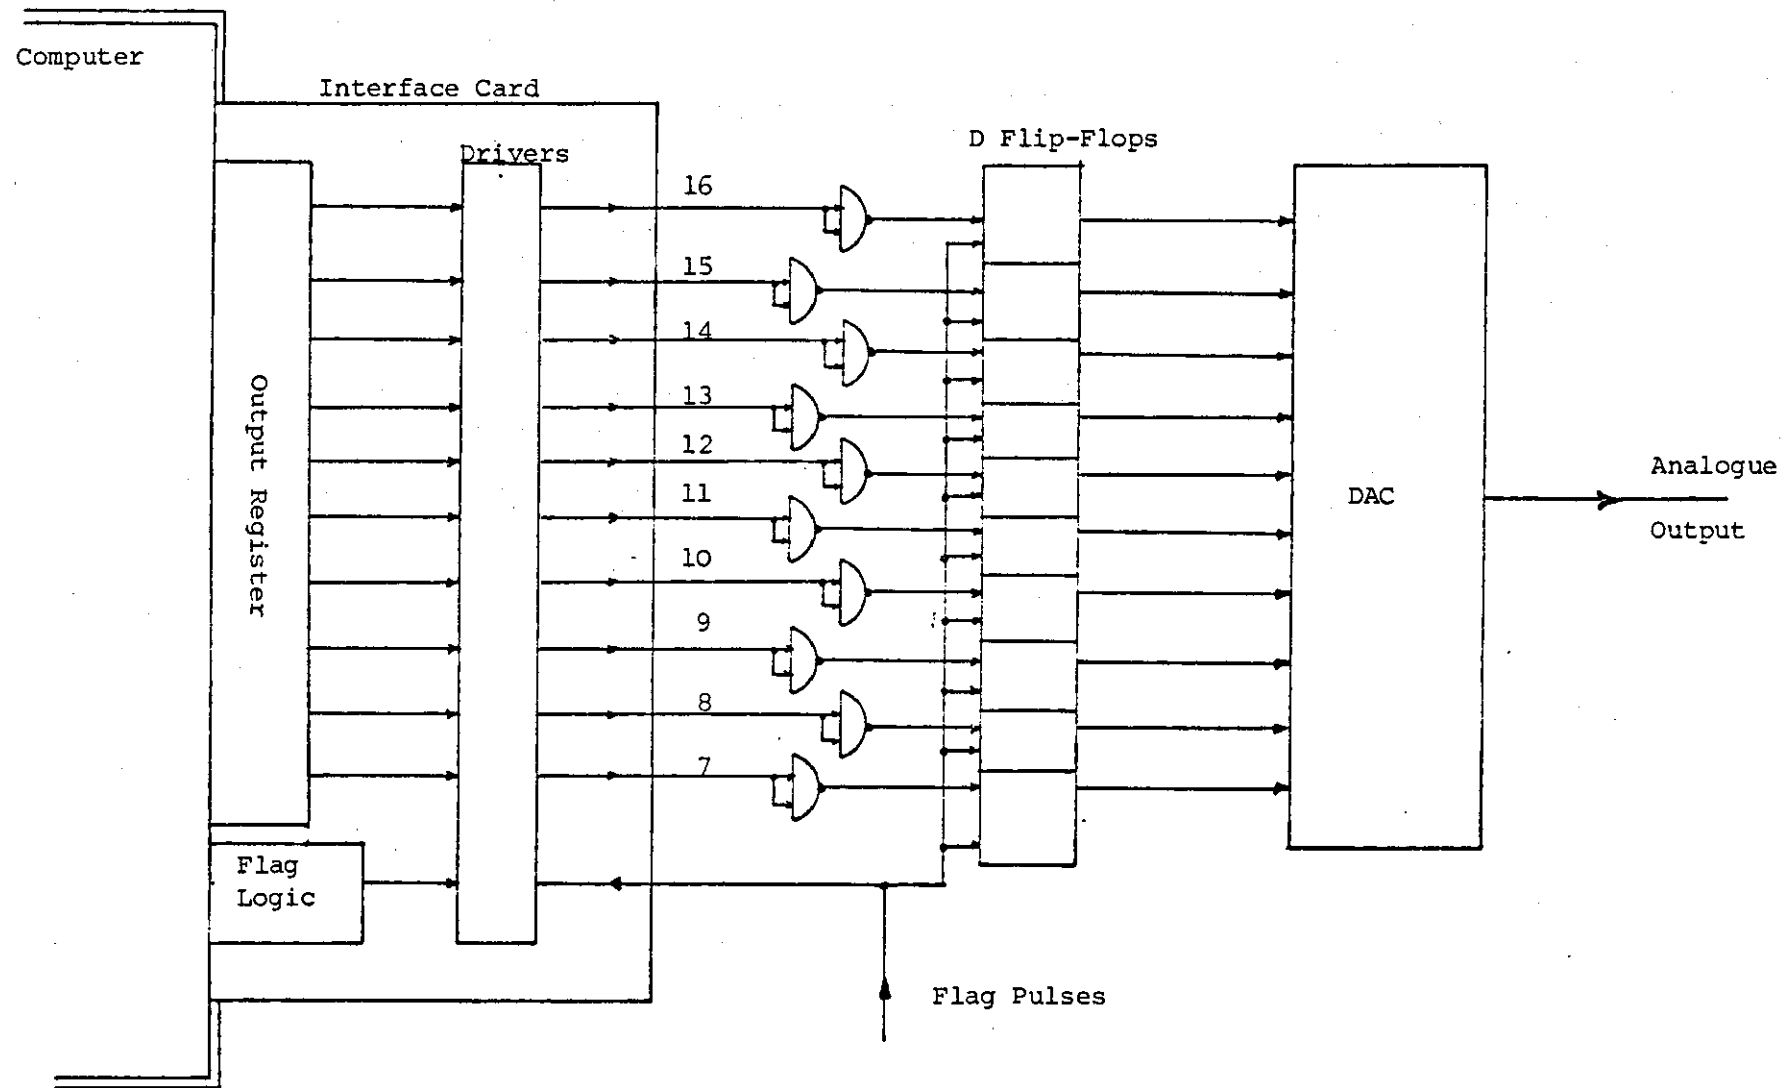 Computer
Interface Card
Drivers
D Flip-Flops
16
15
14
13
12
11
10
9
8
7
Output Register
Flag
Logic
DAC
Analogue
Output
Flag Pulses